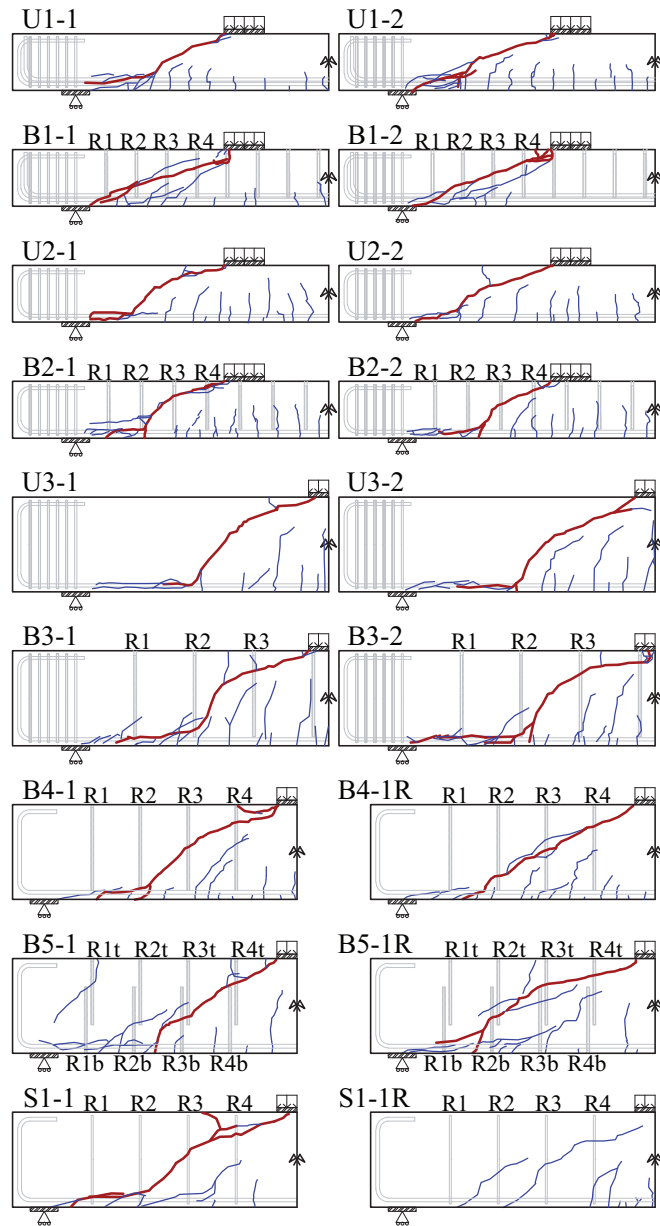 U1-1 U1-2
B1-1 R1 R2 R3 R4 B1-2 R1 R2 R3 R4
U2-1 U2-2
B2-1 R1 R2 R3 R4 B2-2 R1 R2 R3 R4
U3-1 U3-2
B3-1 R1 R2 R3 B3-2 R1 R2 R3
B4-1 R1 R2 R3 R4 B4-1R R1 R2 R3 R4
B5-1 R1t R2t R3t R4t B5-1R R1t R2t R3t R4t
R1b R2b R3b R4b R1b R2b R3b R4b
S1-1 R1 R2 R3 R4 S1-1R R1 R2 R3 R4